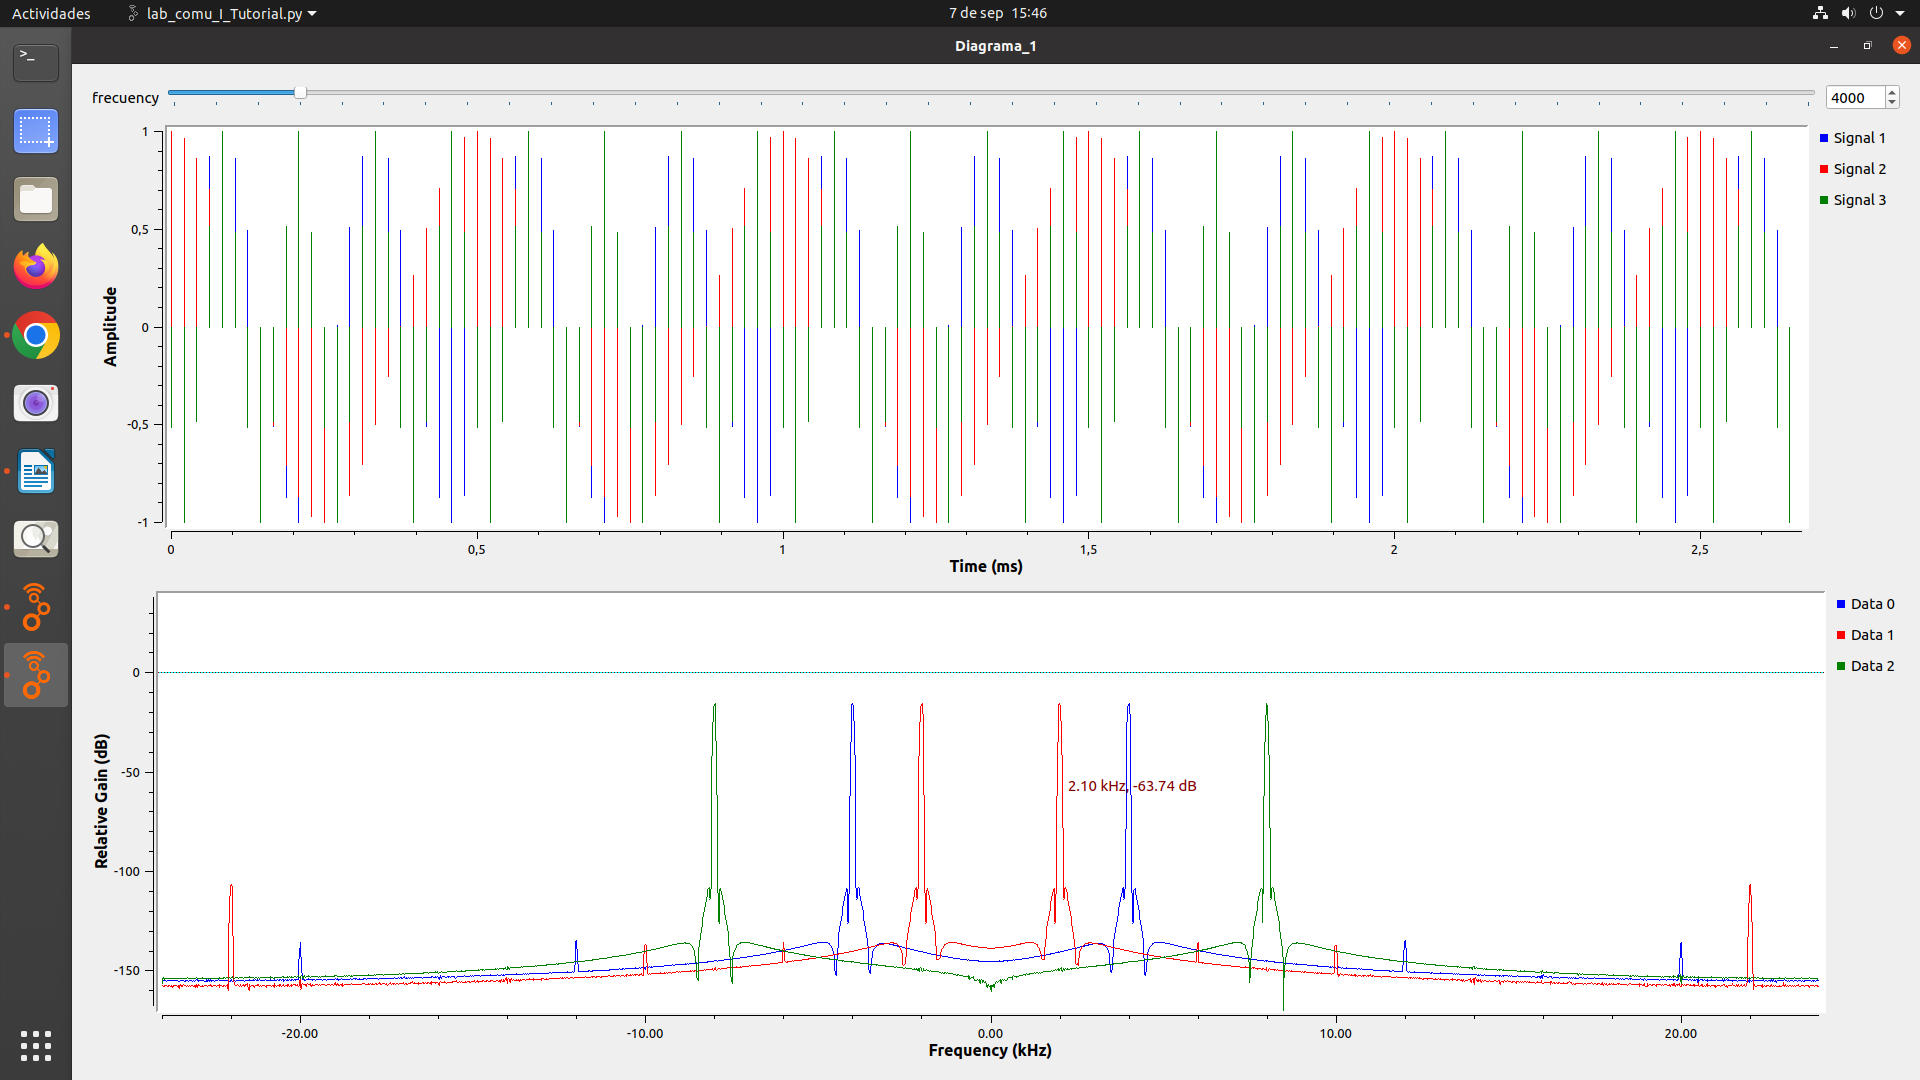 Actividades lab_comu_I_Tutorial.py 7 de sep 15:46
Diagrama_1
frecuency 4000
Signal 1
Signal 2
Signal 3
Amplitude
1
0,5
0
-0,5
-1
0 0,5 1 1,5 2 2,5
Time (ms)
Data 0
Data 1
Data 2
Relative Gain (dB)
0
-50
-100
-150
2.10 kHz, -63.74 dB
-20.00 -10.00 0.00 10.00 20.00
Frequency (kHz)